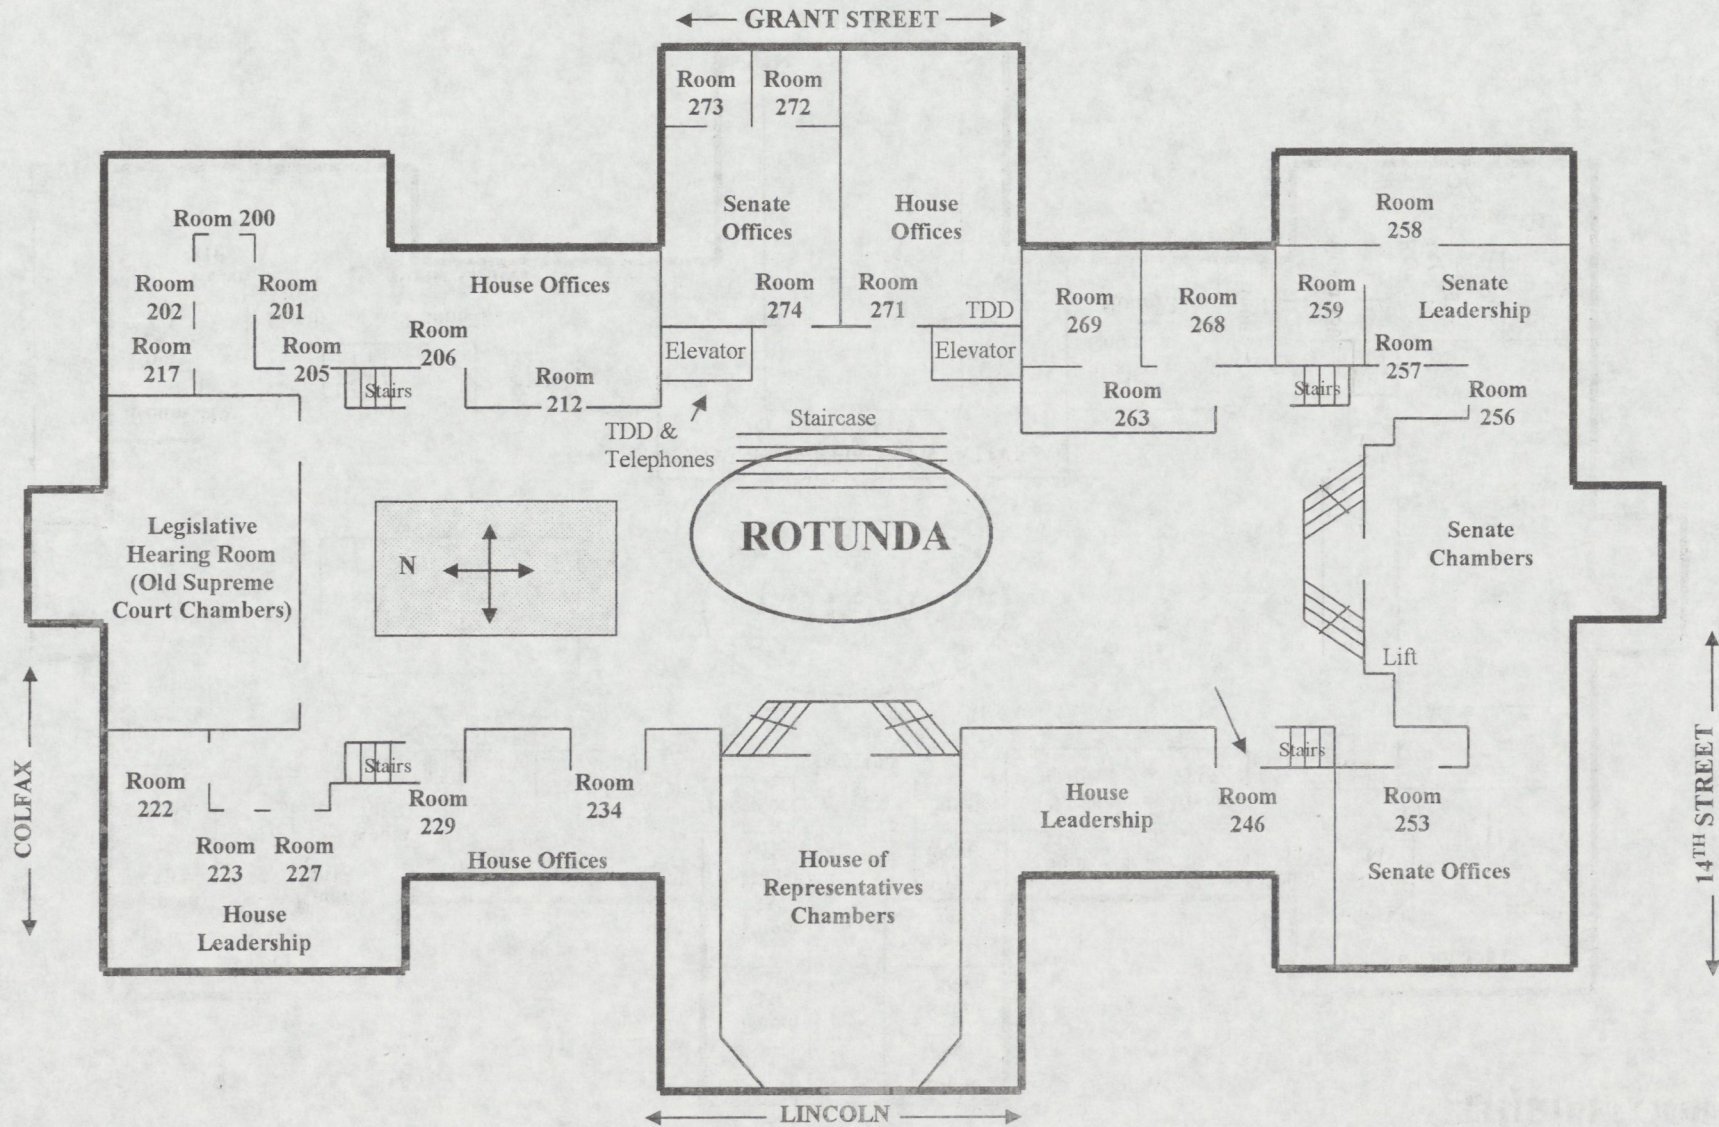 GRANT STREET
Room
273
Room
272
Room 200
Senate
Offices
House
Offices
Room
258
Room
202
Room
201
House Offices
Room
274
Room
271
TDD
Room
269
Room
268
Room
259
Senate
Leadership
Room
217
Room
205
Room
206
Stairs
Room
212
Elevator
Elevator
Room
263
Stairs
Room
257
Room
256
TDD &
Telephones
Staircase
Legislative
Hearing Room
(Old Supreme
Court Chambers)
N
ROTUNDA
Senate
Chambers
Lift
COLFAX
14TH STREET
Room
222
Stairs
Room
229
Room
234
Room
223
Room
227
House Offices
House
Leadership
House of
Representatives
Chambers
House
Leadership
Room
246
Stairs
Room
253
Senate Offices
LINCOLN